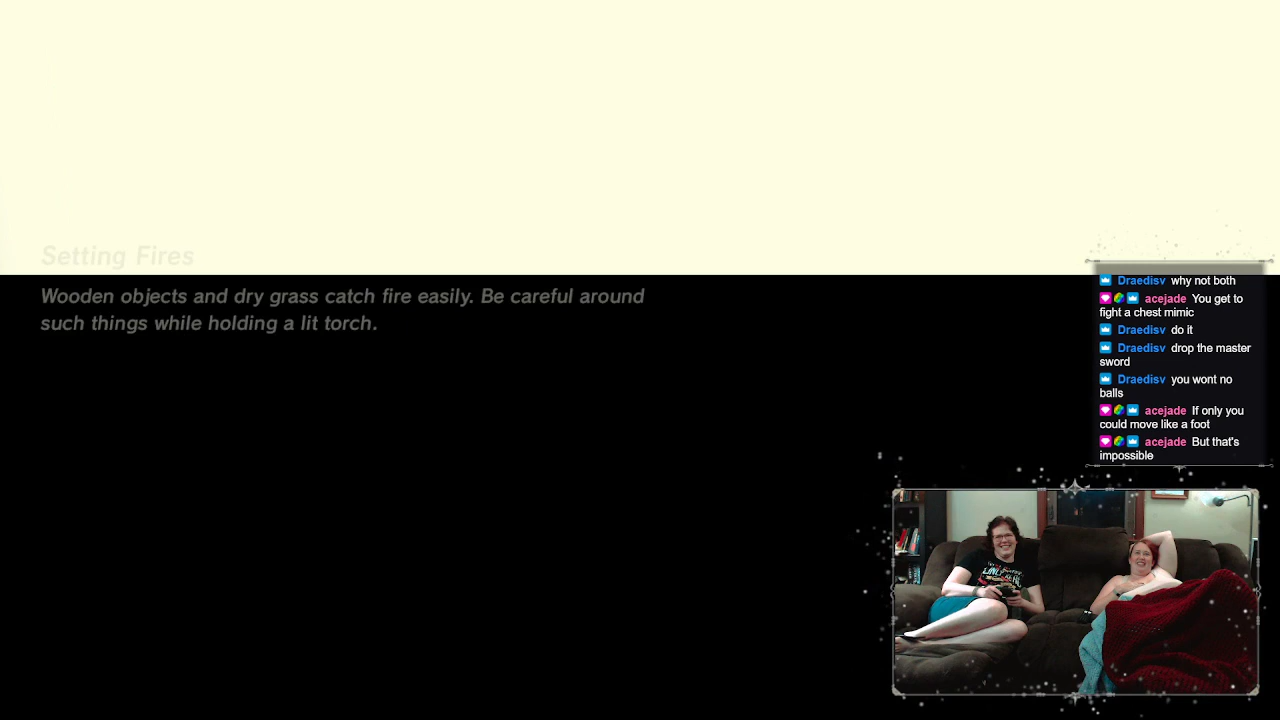 Setting Fires
Wooden objects and dry grass catch fire easily. Be careful around
such things while holding a lit torch.
Draedisv why not both
acejade You get to
fight a chest mimic
Draedisv do it
Draedisv drop the master
sword
Draedisv you wont no
balls
acejade If only you
could move like a foot
acejade But that's
impossible